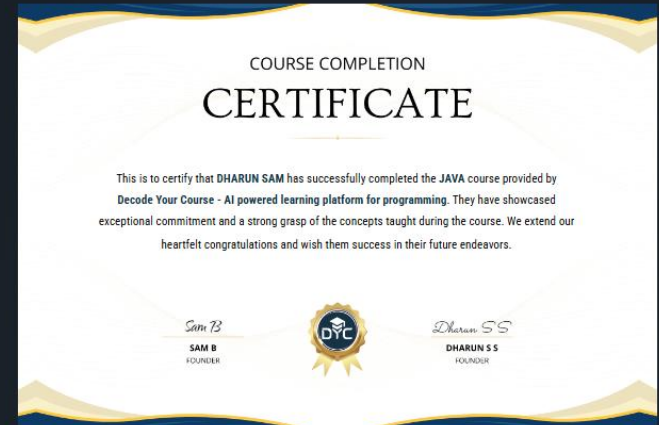 COURSE COMPLETION
CERTIFICATE
This is to certify that DHARUN SAM has successfully completed the JAVA course provided by
Decode Your Course - AI powered learning platform for programming. They have showcased
exceptional commitment and a strong grasp of the concepts taught during the course. We extend our
heartfelt congratulations and wish them success in their future endeavors.
Sam B
DYC
Dharun S S
SAM B
DHARUN S S
FOUNDER
FOUNDER